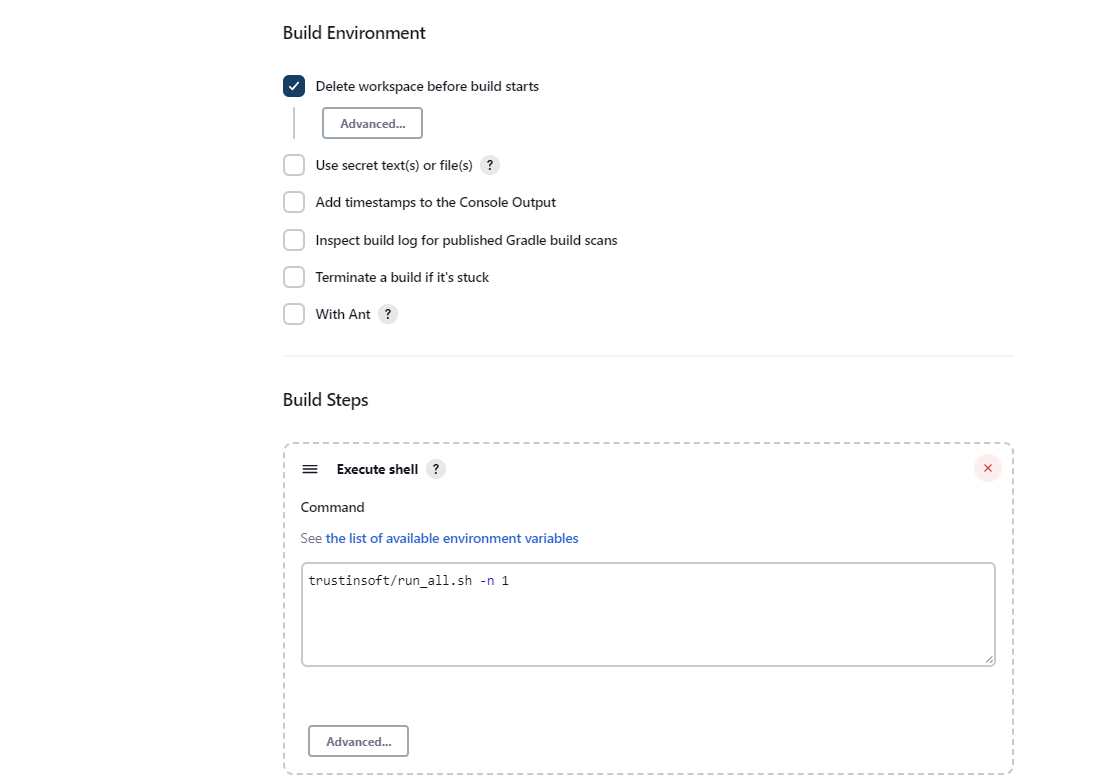 Build Environment
Delete workspace before build starts
Advanced...
Use secret text(s) or file(s) ?
Add timestamps to the Console Output
Inspect build log for published Gradle build scans
Terminate a build if it's stuck
With Ant ?
Build Steps
Execute shell ?
Command
See the list of available environment variables
trustinsoft/run_all.sh -n 1
Advanced...